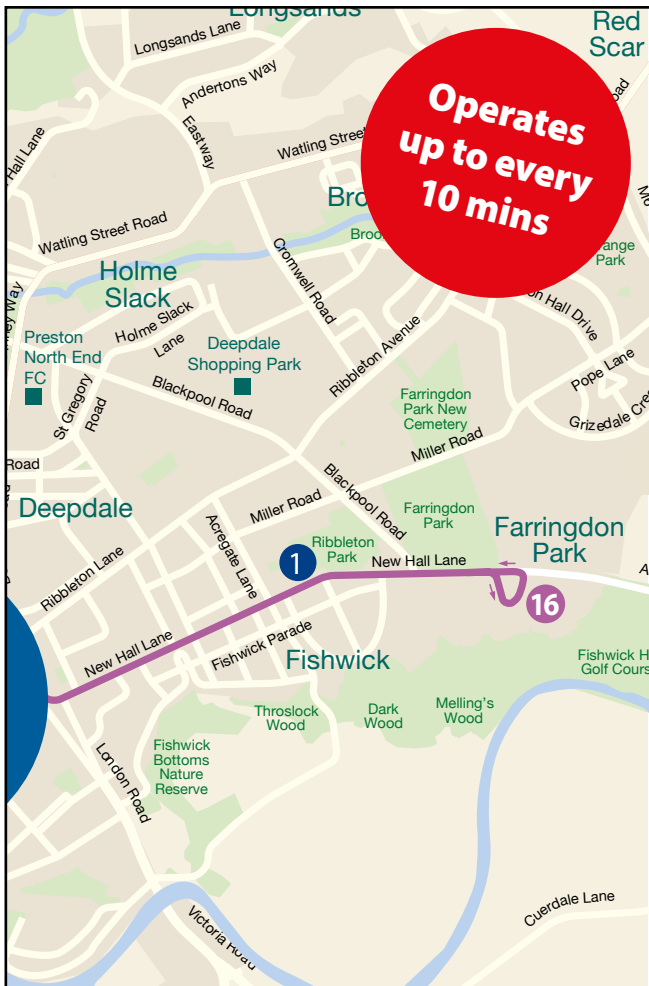 Longsands
Longsands Lane
Andertons Way
Red
Scar
Operates
up to every
10 mins
Eastway
Hall Lane
Watling Street
Watling Street Road
Cromwell Road
Holme
Slack
Holme Slack
Lane
Preston
North End
FC
St Gregory
Road
Deepdale
Shopping Park
Blackpool Road
Ribbleton Avenue
Park
Hall Drive
Pope Lane
Farringdon
Park New
Cemetery
Miller Road
Road
Deepdale
Miller Road
Blackpool Road
Farringdon
Park
Farringdon
Park
Ribbleton Lane
Acregate Lane
1
Ribbleton
Park
New Hall Lane
16
New Hall Lane
Fishwick Parade
Fishwick
Fishwick H
Golf Cours
Throslock
Wood
Dark
Wood
Melling's
Wood
London Road
Fishwick
Bottoms
Nature
Reserve
Cuerdale Lane
Victoria Road